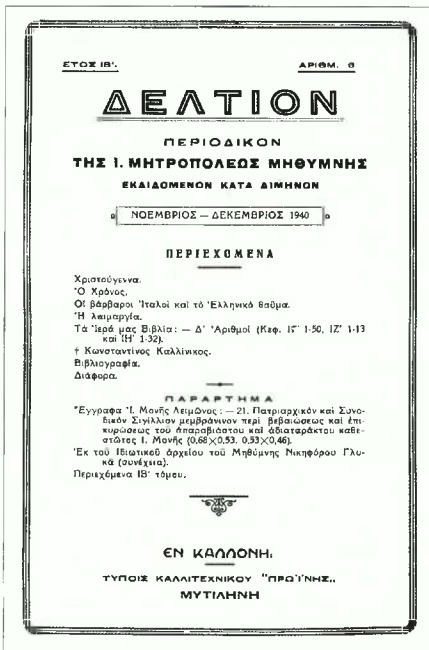 ΕΤΟΣ ΙΒ'. ΑΡΙΘΜ. 6
ΔΕΛΤΙΟΝ
ΠΕΡΙΟΔΙΚΟΝ
ΤΗΣ Ι. ΜΗΤΡΟΠΟΛΕΩΣ ΜΗΘΥΜΝΗΣ
ΕΚΔΙΔΟΜΕΝΟΝ ΚΑΤΑ ΔΙΜΗΝΟΝ
ΝΟΕΜΒΡΙΟΣ — ΔΕΚΕΜΒΡΙΟΣ 1940
ΠΕΡΙΕΧΟΜΕΝΑ
Χριστούγεννα.
Ὁ Χρόνος.
Οἱ βάρβαροι Ἰταλοὶ καὶ τὸ Ἑλληνικὸ θαῦμα.
Ἡ λαιμαργία.
Τὰ Ἱερά μας Βιβλία: — Δ' Ἀριθμοὶ (Κεφ. ΙϚ' 1-50, ΙΖ' 1-13
καὶ ΙΗ' 1-32).
† Κωνσταντῖνος Καλλίνικος.
Βιβλιογραφία.
Διάφορα.
ΠΑΡΑΡΤΗΜΑ
Ἔγγραφα Ἱ. Μονῆς Λειμῶνος: — 21. Πατριαρχικὸν καὶ Συνο-
δικὸν Σιγίλλιον μεμβράνινον περὶ βεβαιώσεως καὶ ἐπι-
κυρώσεως τοῦ ἀπαραβιάστου καὶ ἀδιαταράκτου καθε-
στῶτος Ι. Μονῆς (0,68×0,53. 0,53×0,46).
Ἐκ τοῦ Ιδιωτικοῦ ἀρχείου τοῦ Μηθύμνης Νικηφόρου Γλυ-
κᾶ (συνέχεια).
Περιεχόμενα ΙΒ' τόμου.
ΕΝ ΚΑΛΛΟΝΗ:
ΤΥΠΟΙΣ ΚΑΛΛΙΤΕΧΝΙΚΟΥ "ΠΡΩΪΝΗΣ„
ΜΥΤΙΛΗΝΗ